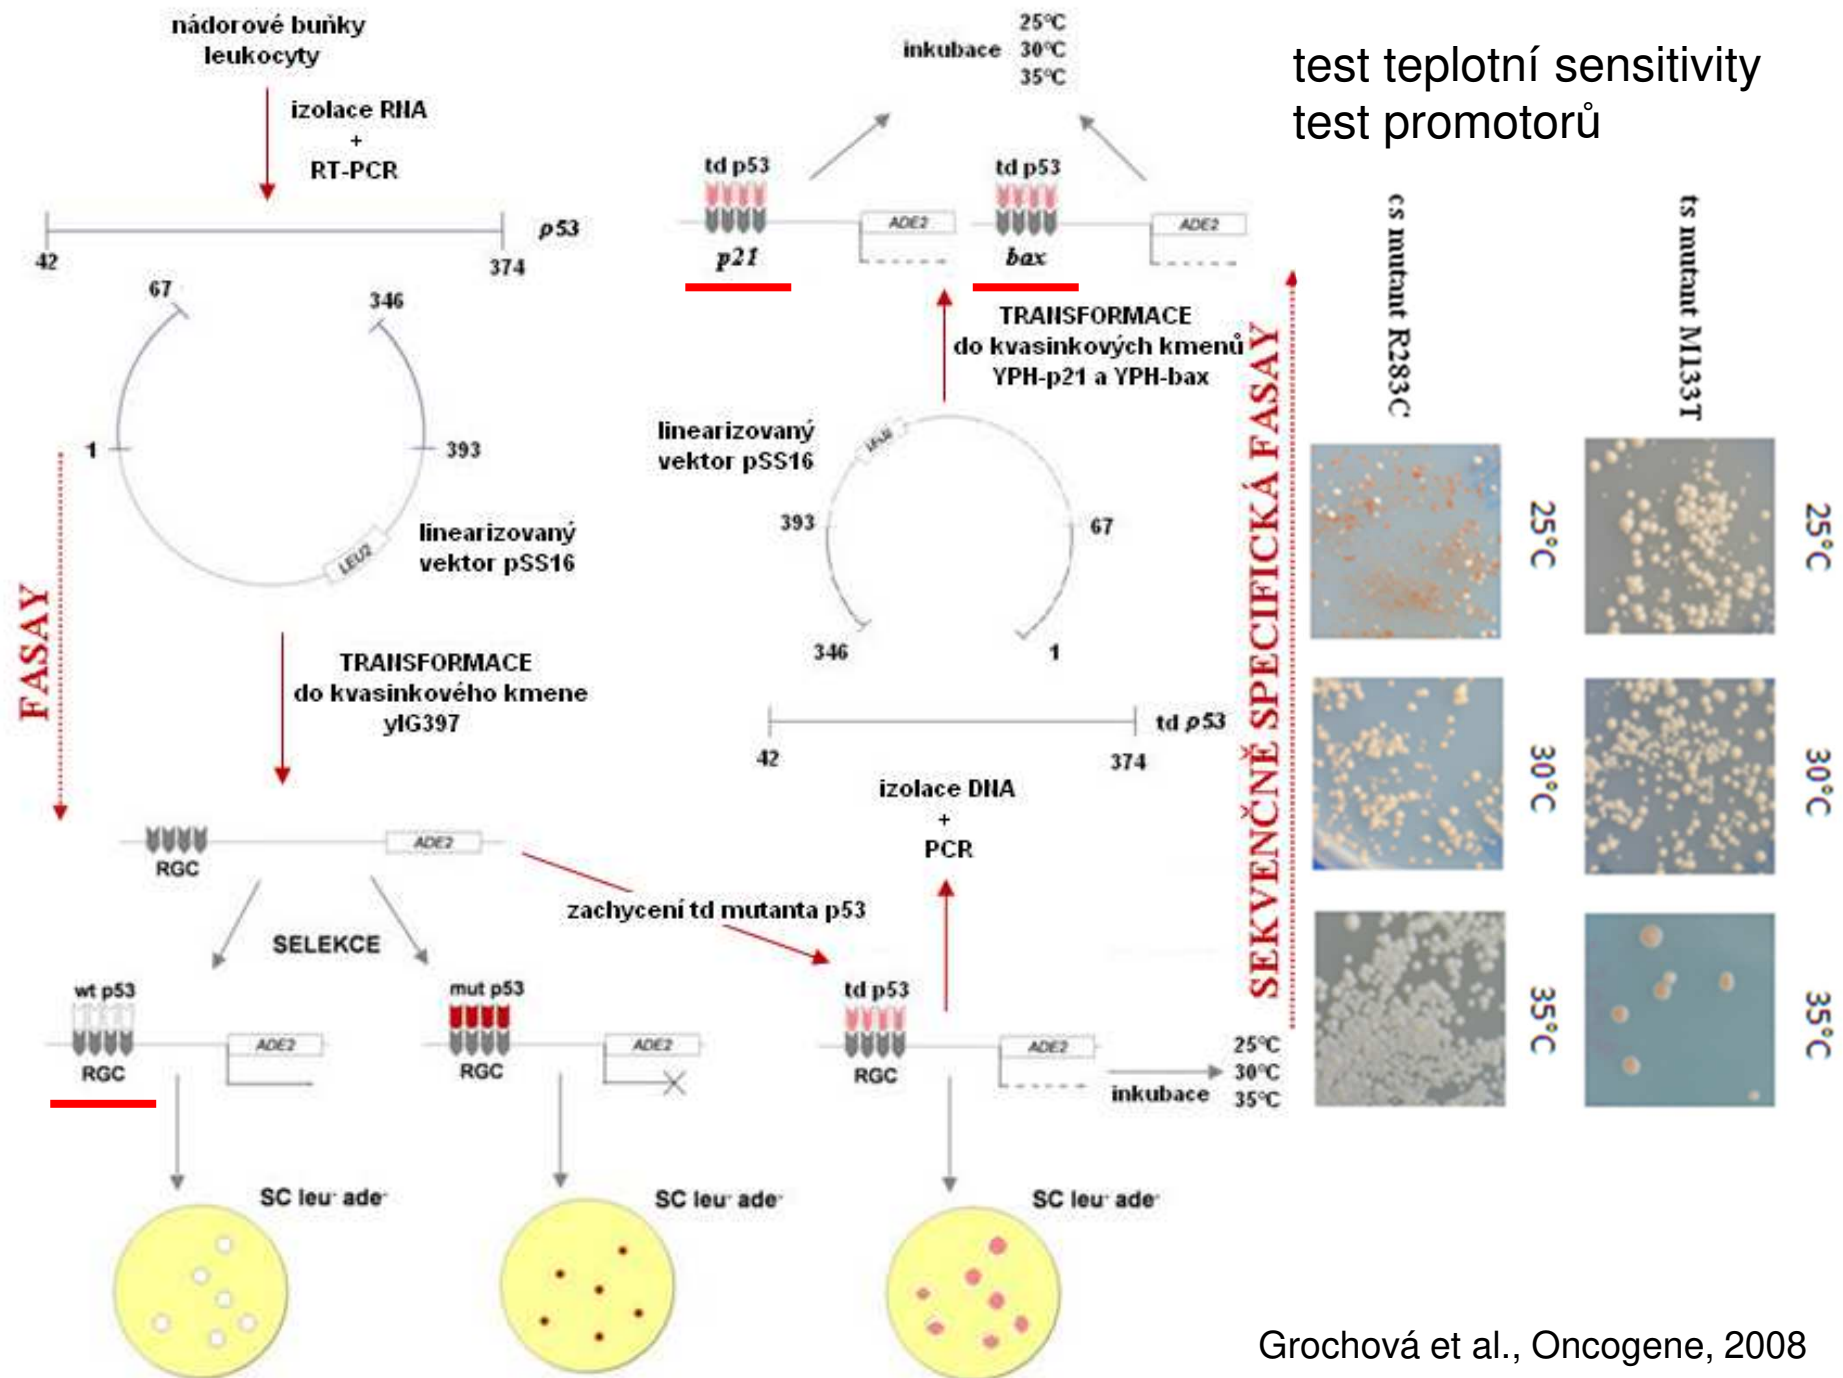 nádorové buňky
leukocyty
izolace RNA
+
RT-PCR
p53
42
374
67
346
1
393
LEU2
linearizovaný
vektor pSS16
FASAY
TRANSFORMACE
do kvasinkového kmene
yIG397
RGC
ADE2
SELEKCE
zachycení td mutanta p53
wt p53
RGC
ADE2
mut p53
RGC
ADE2
td p53
RGC
ADE2
inkubace
25°C
30°C
35°C
SC leu- ade-
SC leu- ade-
SC leu- ade-
izolace DNA
+
PCR
42
374
td p53
346
1
393
67
linearizovaný
vektor pSS16
TRANSFORMACE
do kvasinkových kmenů
YPH-p21 a YPH-bax
td p53
p21
ADE2
td p53
bax
ADE2
inkubace
25°C
30°C
35°C
SEKVENČNĚ SPECIFICKÁ FASAY
test teplotní sensitivity
test promotorů
cs mutant R283C
ts mutant M133T
25°C
25°C
30°C
30°C
35°C
35°C
Grochová et al., Oncogene, 2008